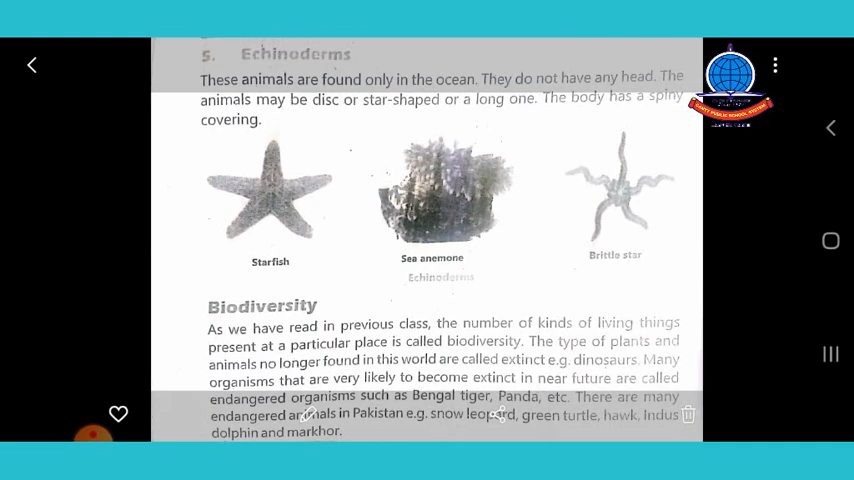 5. Echinoderms
These animals are found only in the ocean. They do not have any head. The
animals may be disc or star-shaped or a long one. The body has a spiny
covering.
Starfish
Sea anemone
Brittle star
Echinoderms
Biodiversity
As we have read in previous class, the number of kinds of living things
present at a particular place is called biodiversity. The type of plants and
animals no longer found in this world are called extinct e.g. dinosaurs. Many
organisms that are very likely to become extinct in near future are called
endangered organisms such as Bengal tiger, Panda, etc. There are many
endangered animals in Pakistan e.g. snow leopard, green turtle, hawk, Indus
dolphin and markhor.